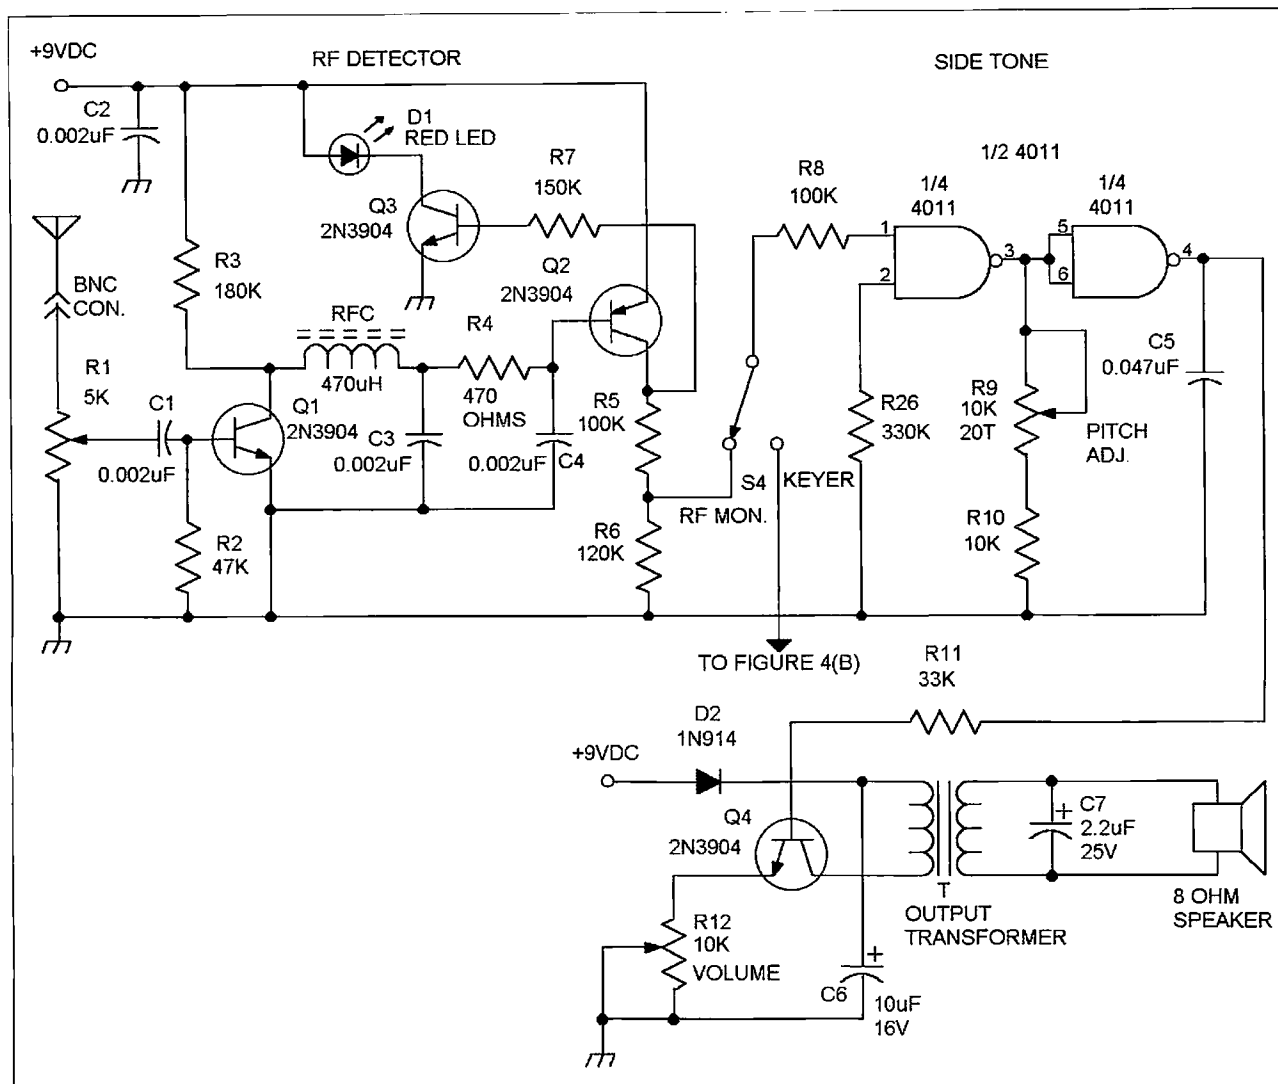 +9VDC
RF DETECTOR
SIDE TONE
C2
0.002uF
D1
RED LED
R7
150K
Q3
2N3904
R3
180K
BNC
CON.
Q2
2N3904
RFC
470uH
R4
470
OHMS
R1
5K
C1
0.002uF
Q1
2N3904
C3
0.002uF
0.002uF
C4
R5
100K
R2
47K
R6
120K
R8
100K
1/2 4011
1/4
4011
1/4
4011
1
2
3
5
6
4
C5
0.047uF
R26
330K
R9
10K
20T
PITCH
ADJ.
S4
KEYER
RF MON.
R10
10K
TO FIGURE 4(B)
R11
33K
D2
1N914
+9VDC
Q4
2N3904
+
C7
2.2uF
25V
T
OUTPUT
TRANSFORMER
8 OHM
SPEAKER
R12
10K
VOLUME
+
C6
10uF
16V